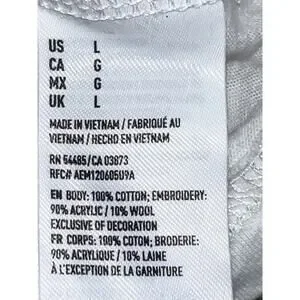 US L
CA G
MX G
UK L
MADE IN VIETNAM / FABRIQUÉ AU
VIETNAM / HECHO EN VIETNAM
RN 54485/CA 03873
RFC# AEM120605U9A
EN BODY: 100% COTTON; EMBROIDERY:
90% ACRYLIC / 10% WOOL
EXCLUSIVE OF DECORATION
FR CORPS: 100% COTON; BRODERIE:
90% ACRYLIQUE / 10% LAINE
À L'EXCEPTION DE LA GARNITURE